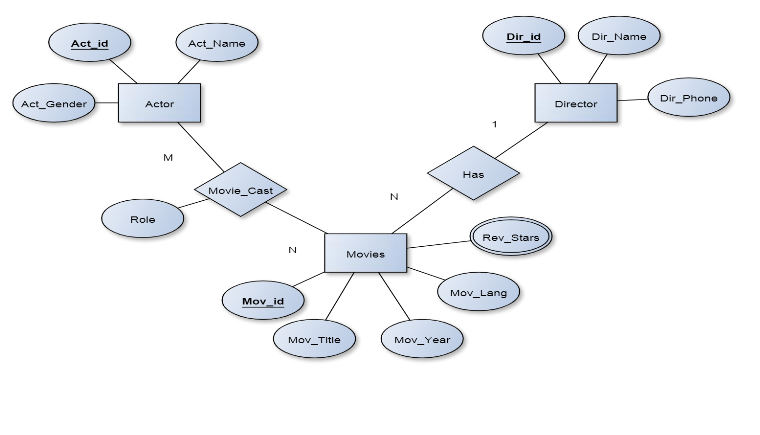 Act_id
Act_Name
Act_Gender
Actor
Dir_id
Dir_Name
Dir_Phone
Director
M
1
Movie_Cast
Has
Role
N
N
Movies
Rev_Stars
Mov_id
Mov_Lang
Mov_Title
Mov_Year